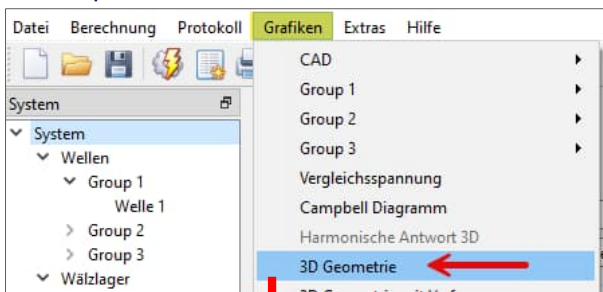 Datei Berechnung Protokoll Grafiken Extras Hilfe
System
System
Wellen
Group 1
Welle 1
Group 2
Group 3
Wälzlager
CAD
Group 1
Group 2
Group 3
Vergleichsspannung
Campbell Diagramm
Harmonische Antwort 3D
3D Geometrie